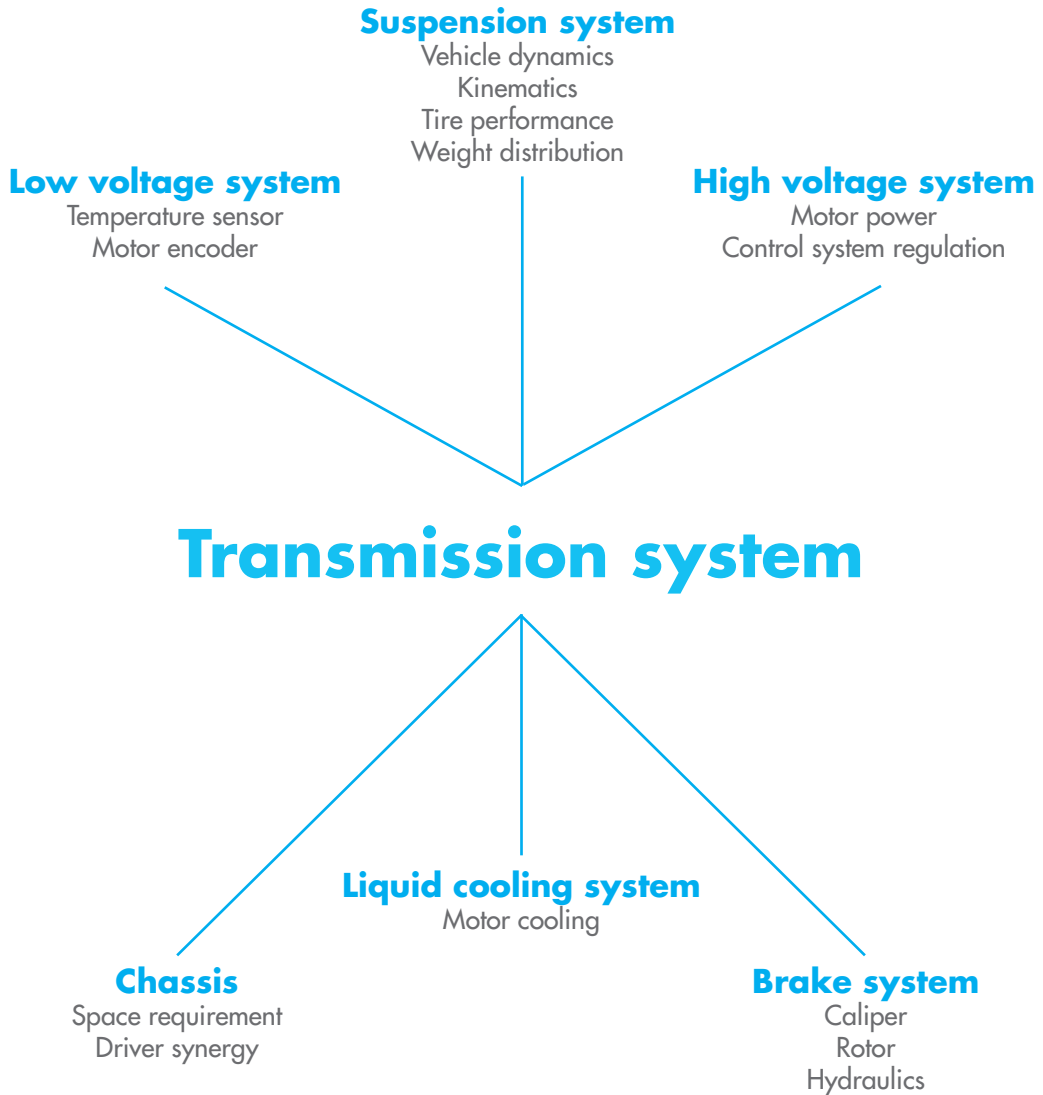 Suspension system
Vehicle dynamics
Kinematics
Tire performance
Weight distribution
Low voltage system
Temperature sensor
Motor encoder
High voltage system
Motor power
Control system regulation
Transmission system
Liquid cooling system
Motor cooling
Chassis
Space requirement
Driver synergy
Brake system
Caliper
Rotor
Hydraulics